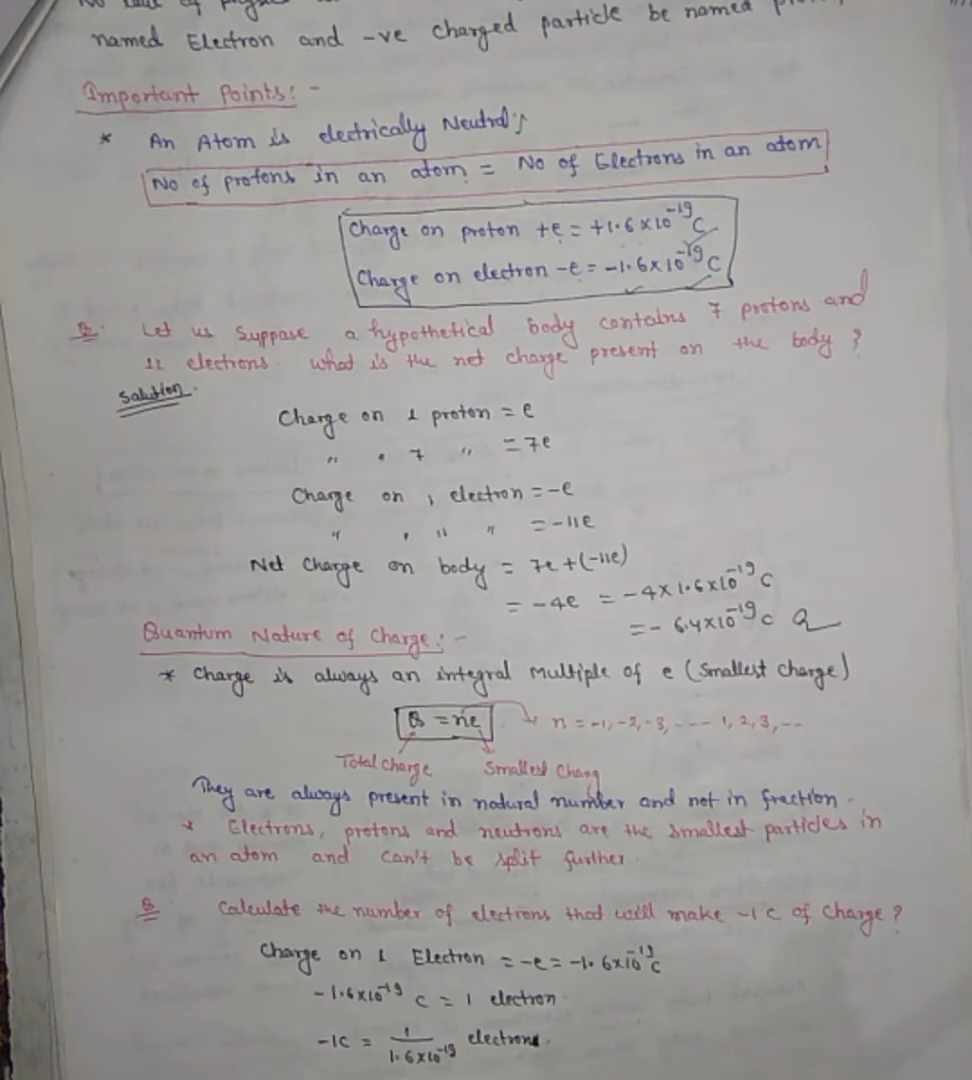 No law of
named Electron and -ve charged particle be named
Important Points: -
* An Atom is electrically Neutral;
No of protons in an atom = No of Electrons in an atom
Charge on proton +e = +1.6×10⁻¹⁹C
Charge on electron -e = -1.6×10⁻¹⁹C
Q. Let us suppose a hypothetical body contains 7 protons and
11 electrons. what is the net charge present on the body ?
Solution.
Charge on 1 proton = e
" " 7 " = 7e
Charge on 1 electron = -e
" " 11 " = -11e
Net Charge on body = 7e + (-11e)
= -4e = -4×1.6×10⁻¹⁹C
= - 6.4×10⁻¹⁹C
Quantum Nature of Charge: -
* Charge is always an integral multiple of e (smallest charge)
Q = ne n = -1, -2, -3, ---- 1, 2, 3, --
Total charge Smallest Charg
They are always present in natural number and not in fraction.
* Electrons, protons and neutrons are the smallest particles in
an atom and can't be split further.
Q Calculate the number of electrons that will make -1 C of Charge ?
Charge on 1 Electron = -e = -1.6×10⁻¹⁹C
-1.6×10⁻¹⁹ C = 1 electron.
-1C = 1/1.6×10⁻¹⁹ electrons.